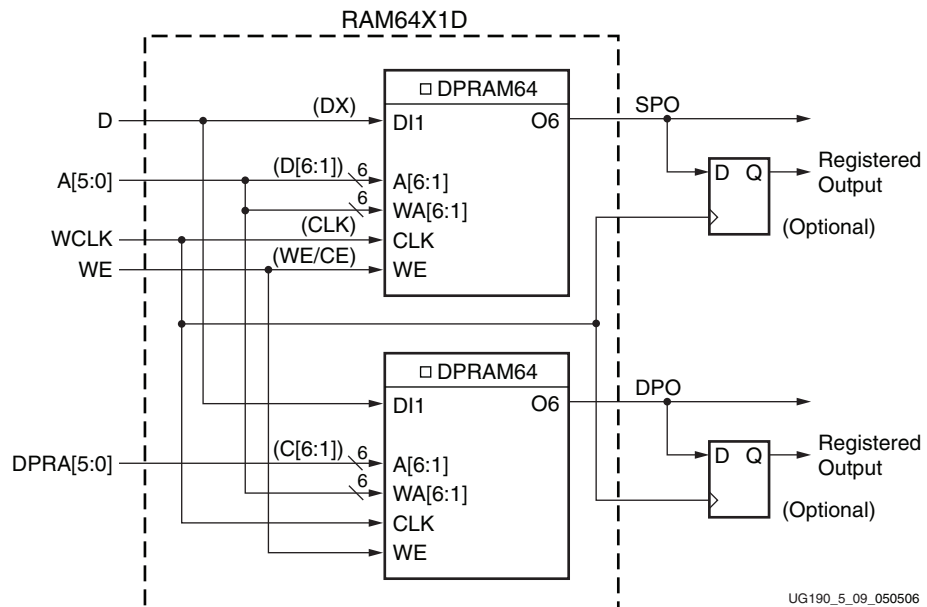 RAM64X1D
□ DPRAM64
D
(DX)
DI1
O6
SPO
A[5:0]
(D[6:1])
6
A[6:1]
6
WA[6:1]
WCLK
(CLK)
CLK
WE
(WE/CE)
WE
D Q
Registered
Output
(Optional)
□ DPRAM64
DI1
O6
DPO
DPRA[5:0]
(C[6:1])
6
A[6:1]
6
WA[6:1]
CLK
WE
D Q
Registered
Output
(Optional)
UG190_5_09_050506